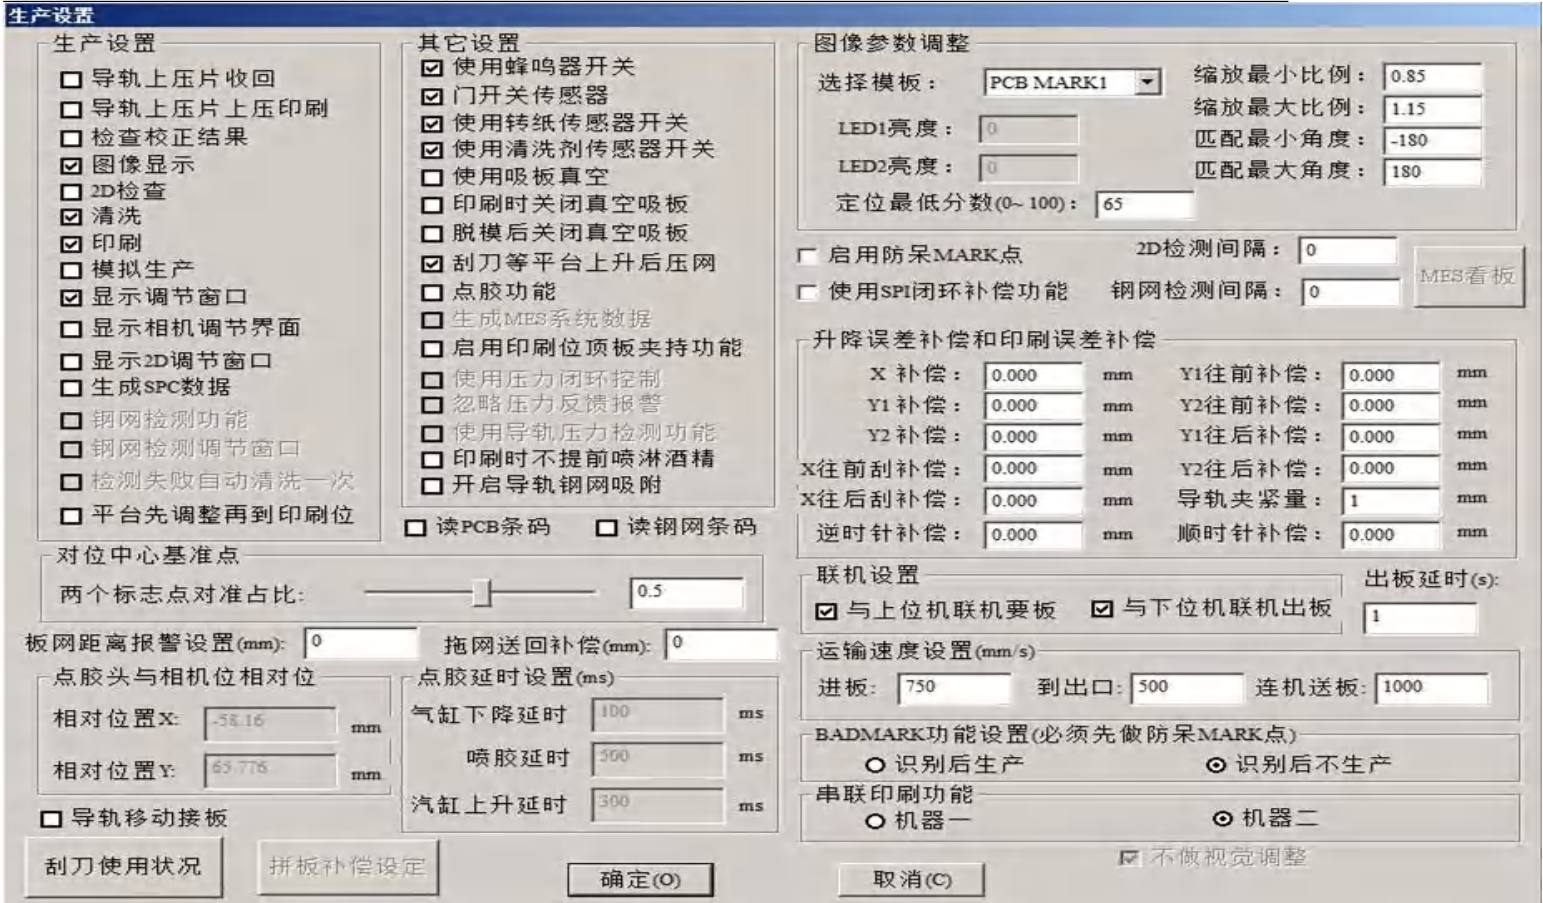 生产设置
生产设置
导轨上压片收回
导轨上压片上压印刷
检查校正结果
图像显示
2D检查
清洗
印刷
模拟生产
显示调节窗口
显示相机调节界面
显示2D调节窗口
生成SPC数据
钢网检测功能
钢网检测调节窗口
检测失败自动清洗一次
平台先调整再到印刷位
其它设置
使用蜂鸣器开关
门开关传感器
使用转纸传感器开关
使用清洗剂传感器开关
使用吸板真空
印刷时关闭真空吸板
脱模后关闭真空吸板
刮刀等平台上升后压网
点胶功能
生成MES系统数据
启用印刷位顶板夹持功能
使用压力闭环控制
忽略压力反馈报警
使用导轨压力检测功能
印刷时不提前喷淋酒精
开启导轨钢网吸附
读PCB条码 读钢网条码
对位中心基准点
两个标志点对准占比: 0.5
板网距离报警设置(mm): 0 拖网送回补偿(mm): 0
点胶头与相机位相对位
相对位置X: -58.16 mm
相对位置Y: 65.776 mm
点胶延时设置(ms)
气缸下降延时 100 ms
喷胶延时 500 ms
汽缸上升延时 300 ms
导轨移动接板
刮刀使用状况 拼板补偿设定 确定(O) 取消(C)
图像参数调整
选择模板： PCB MARK1 缩放最小比例： 0.85
缩放最大比例： 1.15
LED1亮度： 0 匹配最小角度： -180
LED2亮度： 0 匹配最大角度： 180
定位最低分数(0~100)： 65
启用防呆MARK点 2D检测间隔： 0
使用SPI闭环补偿功能 钢网检测间隔： 0
MES看板
升降误差补偿和印刷误差补偿
X 补偿： 0.000 mm Y1往前补偿： 0.000 mm
Y1 补偿： 0.000 mm Y2往前补偿： 0.000 mm
Y2 补偿： 0.000 mm Y1往后补偿： 0.000 mm
X往前刮补偿： 0.000 mm Y2往后补偿： 0.000 mm
X往后刮补偿： 0.000 mm 导轨夹紧量： 1 mm
逆时针补偿： 0.000 mm 顺时针补偿： 0.000 mm
联机设置
与上位机联机要板 与下位机联机出板
出板延时(s):
1
运输速度设置(mm/s)
进板: 750 到出口: 500 连机送板: 1000
BADMARK功能设置(必须先做防呆MARK点)
识别后生产 识别后不生产
串联印刷功能
机器一 机器二
不做视觉调整